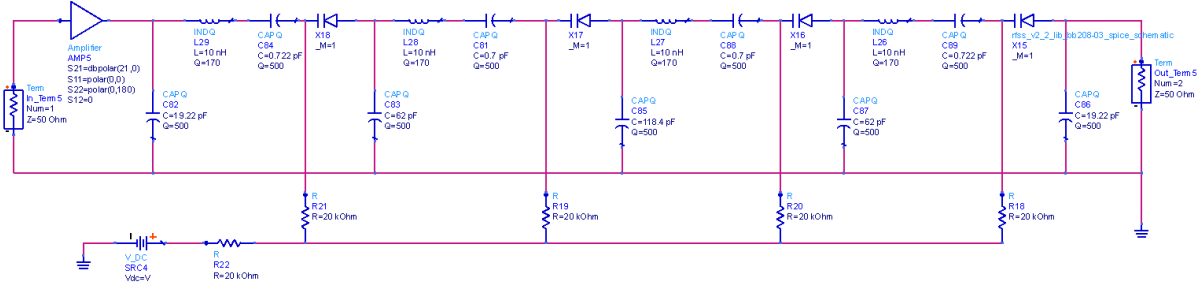 Amplifier
AMP5
S21=dbpolar(21,0)
S11=polar(0,0)
S22=polar(0,180)
S12=0
Term
In_Term5
Num=1
Z=50 Ohm
INDQ
L29
L=10 nH
Q=170
CAPQ
C84
C=0.722 pF
Q=500
X18
_M=1
INDQ
L28
L=10 nH
Q=170
CAPQ
C81
C=0.7 pF
Q=500
X17
_M=1
INDQ
L27
L=10 nH
Q=170
CAPQ
C88
C=0.7 pF
Q=500
X16
_M=1
INDQ
L26
L=10 nH
Q=170
CAPQ
C89
C=0.722 pF
Q=500
rfss_v2_2_lib_bb208-03_spice_schematic
X15
_M=1
Term
Out_Term5
Num=2
Z=50 Ohm
CAPQ
C82
C=19.22 pF
Q=500
CAPQ
C83
C=62 pF
Q=500
CAPQ
C85
C=118.4 pF
Q=500
CAPQ
C87
C=62 pF
Q=500
CAPQ
C86
C=19.22 pF
Q=500
R
R21
R=20 kOhm
R
R19
R=20 kOhm
R
R20
R=20 kOhm
R
R18
R=20 kOhm
V_DC
SRC4
Vdc=V
R
R22
R=20 kOhm